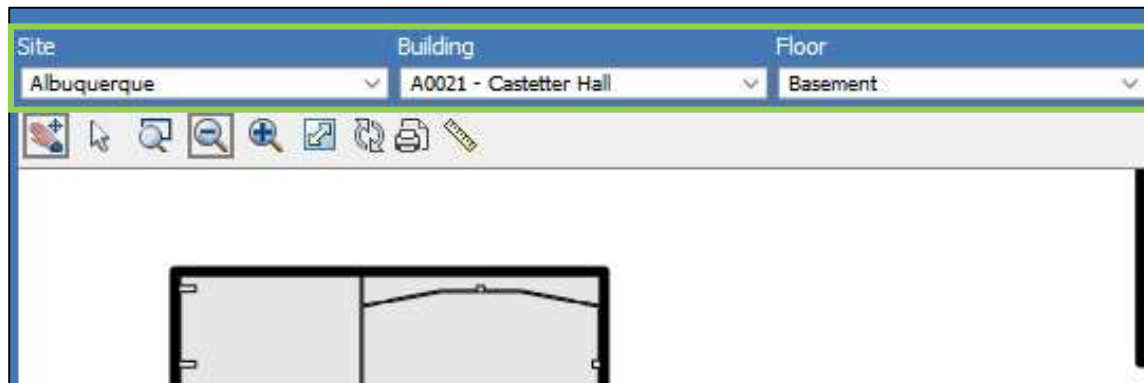 Site Building Floor
Albuquerque A0021 - Castetter Hall Basement